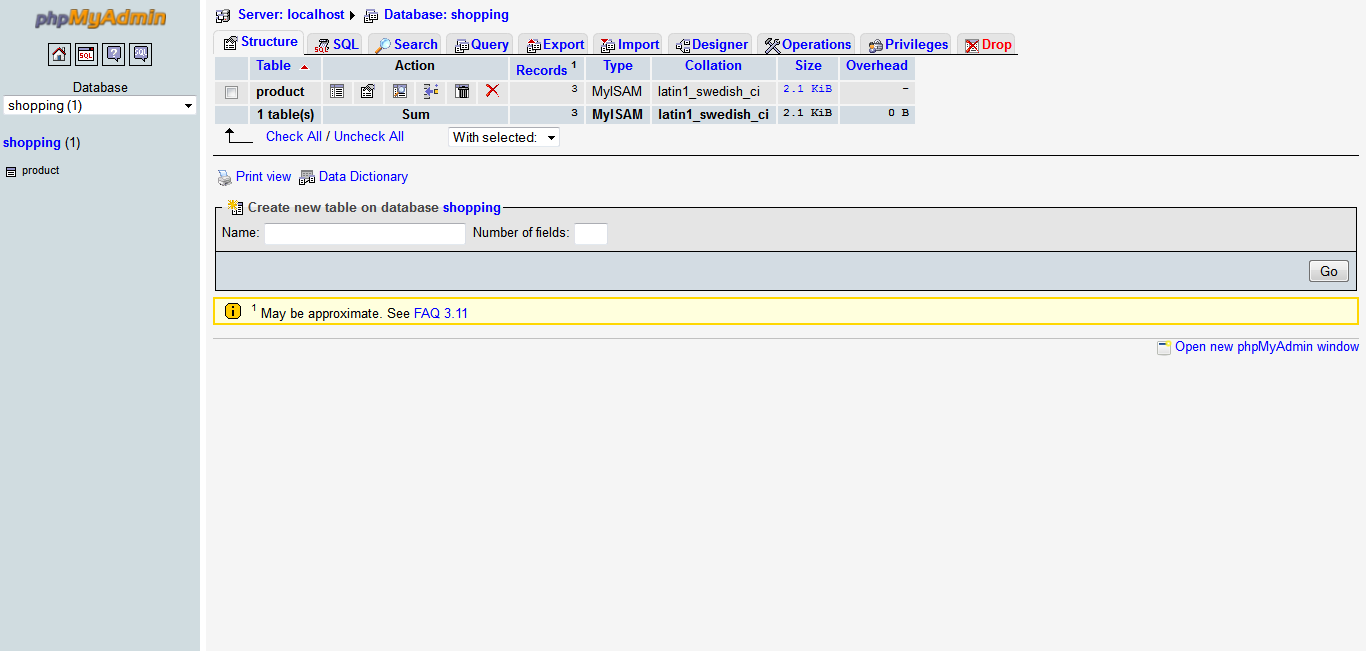 phpMyAdmin
SQL
SQL
Database
shopping (1)
shopping (1)
product
Server: localhost Database: shopping
Structure SQL Search Query Export Import Designer Operations Privileges Drop
Table Action Records 1 Type Collation Size Overhead
product 3 MyISAM latin1_swedish_ci 2.1 KiB -
1 table(s) Sum 3 MyISAM latin1_swedish_ci 2.1 KiB 0 B
Check All / Uncheck All With selected:
Print view Data Dictionary
Create new table on database shopping
Name: Number of fields:
Go
1 May be approximate. See FAQ 3.11
Open new phpMyAdmin window